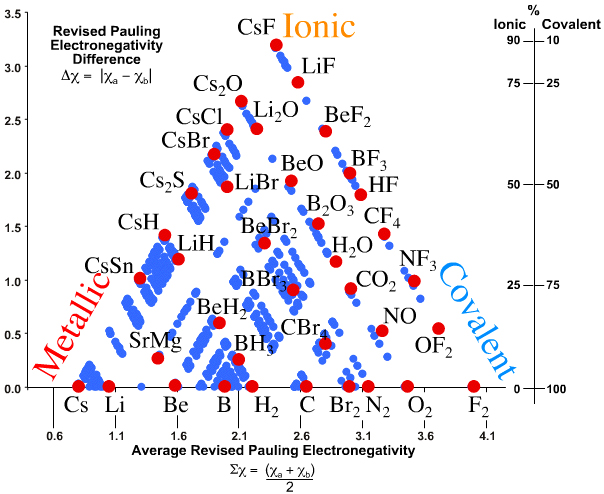 Revised Pauling
Electronegativity
Difference
Δχ = |χₐ – χ_b|
Ionic
%
Ionic Covalent
90 10
75 25
50 50
25 75
0 100
3.5
3.0
2.5
2.0
1.5
1.0
0.5
0.0
CsF
LiF
Cs₂O
Li₂O
CsCl
BeF₂
CsBr
BF₃
BeO
Cs₂S
LiBr
HF
B₂O₃
CF₄
CsH
BeBr₂
LiH
H₂O
NF₃
CsSn
BBr₃
CO₂
BeH₂
CBr₄
NO
SrMg
BH₃
OF₂
Metallic
Covalent
Cs Li Be B H₂ C Br₂ N₂ O₂ F₂
0.6 1.1 1.6 2.1 2.6 3.1 3.6 4.1
Average Revised Pauling Electronegativity
Σχ = (χₐ + χ_b)
2